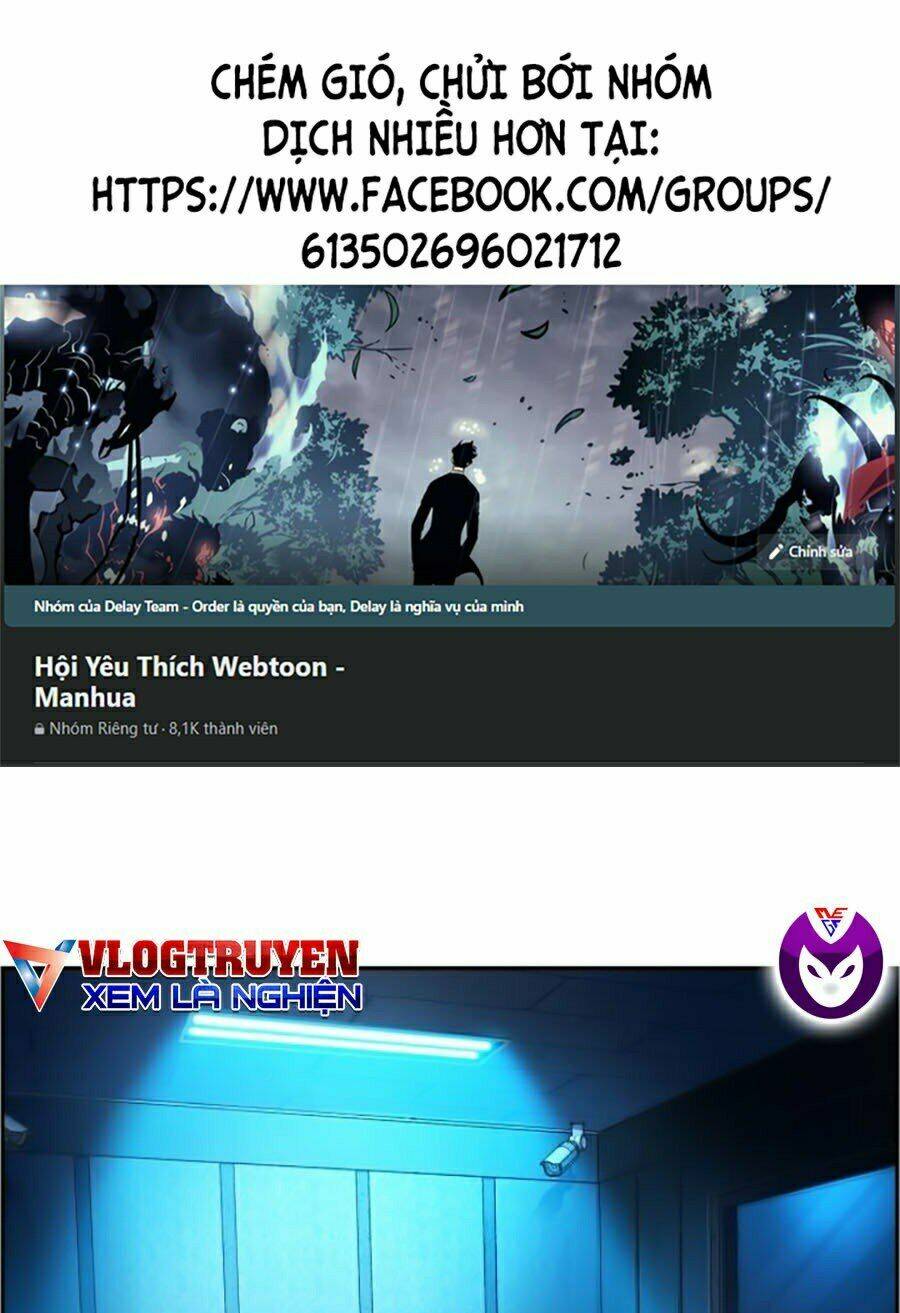 CHÉM GIÓ, CHỬI BỚI NHÓM
DỊCH NHIỀU HƠN TẠI:
HTTPS://WWW.FACEBOOK.COM/GROUPS/
613502696021712
Chỉnh sửa
Nhóm của Delay Team - Order là quyền của bạn, Delay là nghĩa vụ của mình
Hội Yêu Thích Webtoon -
Manhua
Nhóm Riêng tư · 8,1K thành viên
VLOGTRUYEN
XEM LÀ NGHIỆN